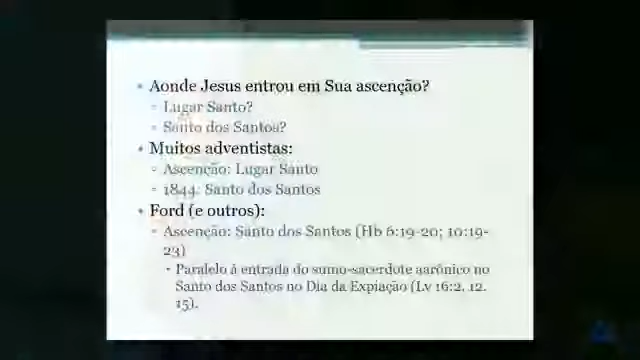 Aonde Jesus entrou em Sua ascenção?
Lugar Santo?
Santo dos Santos?
Muitos adventistas:
Ascenção: Lugar Santo
1844: Santo dos Santos
Ford (e outros):
Ascenção: Santo dos Santos (Hb 6:19-20; 10:19-
23)
Paralelo à entrada do sumo-sacerdote aarônico no
Santo dos Santos no Dia da Expiação (Lv 16:2, 12,
15).